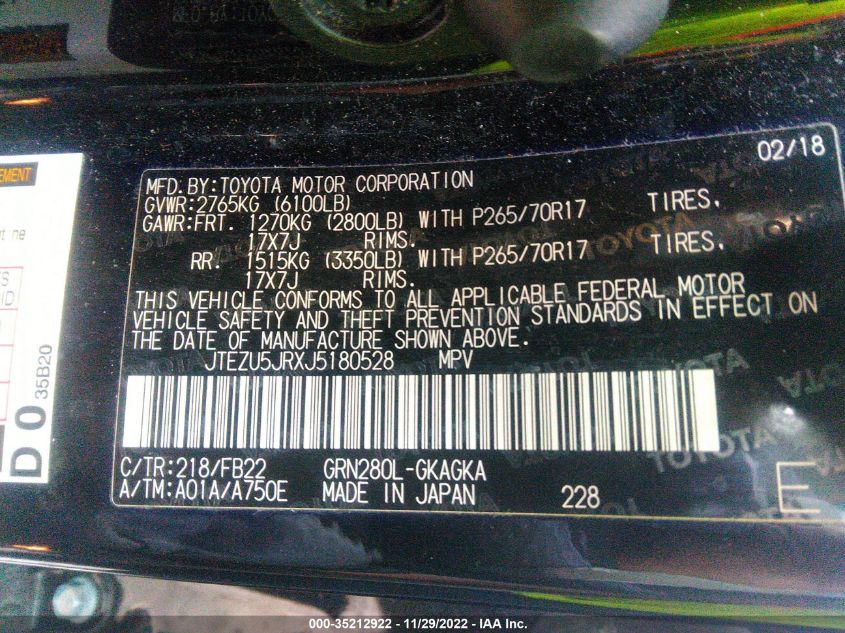 02/18
MFD.BY:TOYOTA MOTOR CORPORATION
GVWR:2765KG (6100LB)
GAWR:FRT. 1270KG (2800LB) WITH P265/70R17 TIRES,
17X7J RIMS.
RR. 1515KG (3350LB) WITH P265/70R17 TIRES,
17X7J RIMS.
THIS VEHICLE CONFORMS TO ALL APPLICABLE FEDERAL MOTOR
VEHICLE SAFETY AND THEFT PREVENTION STANDARDS IN EFFECT ON
THE DATE OF MANUFACTURE SHOWN ABOVE.
JTEZU5JRXJ5180528 MPV
C/TR:218/FB22 GRN280L-GKAGKA
A/TM:A01A/A750E MADE IN JAPAN 228 E
D0 35B20
000-35212922 - 11/29/2022 - IAA Inc.